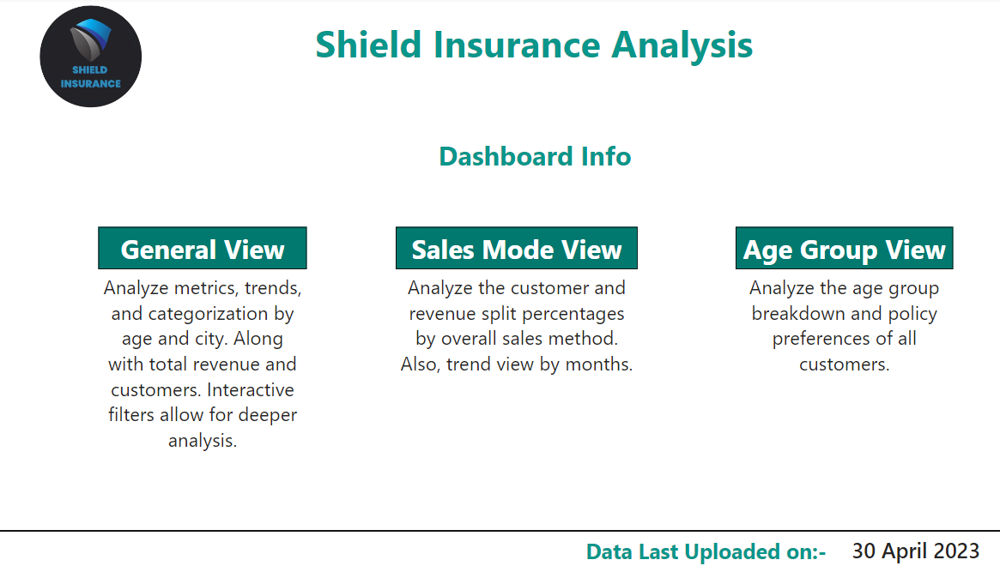 SHIELD
INSURANCE
Shield Insurance Analysis
Dashboard Info
General View
Analyze metrics, trends,
and categorization by
age and city. Along
with total revenue and
customers. Interactive
filters allow for deeper
analysis.
Sales Mode View
Analyze the customer and
revenue split percentages
by overall sales method.
Also, trend view by months.
Age Group View
Analyze the age group
breakdown and policy
preferences of all
customers.
Data Last Uploaded on:- 30 April 2023